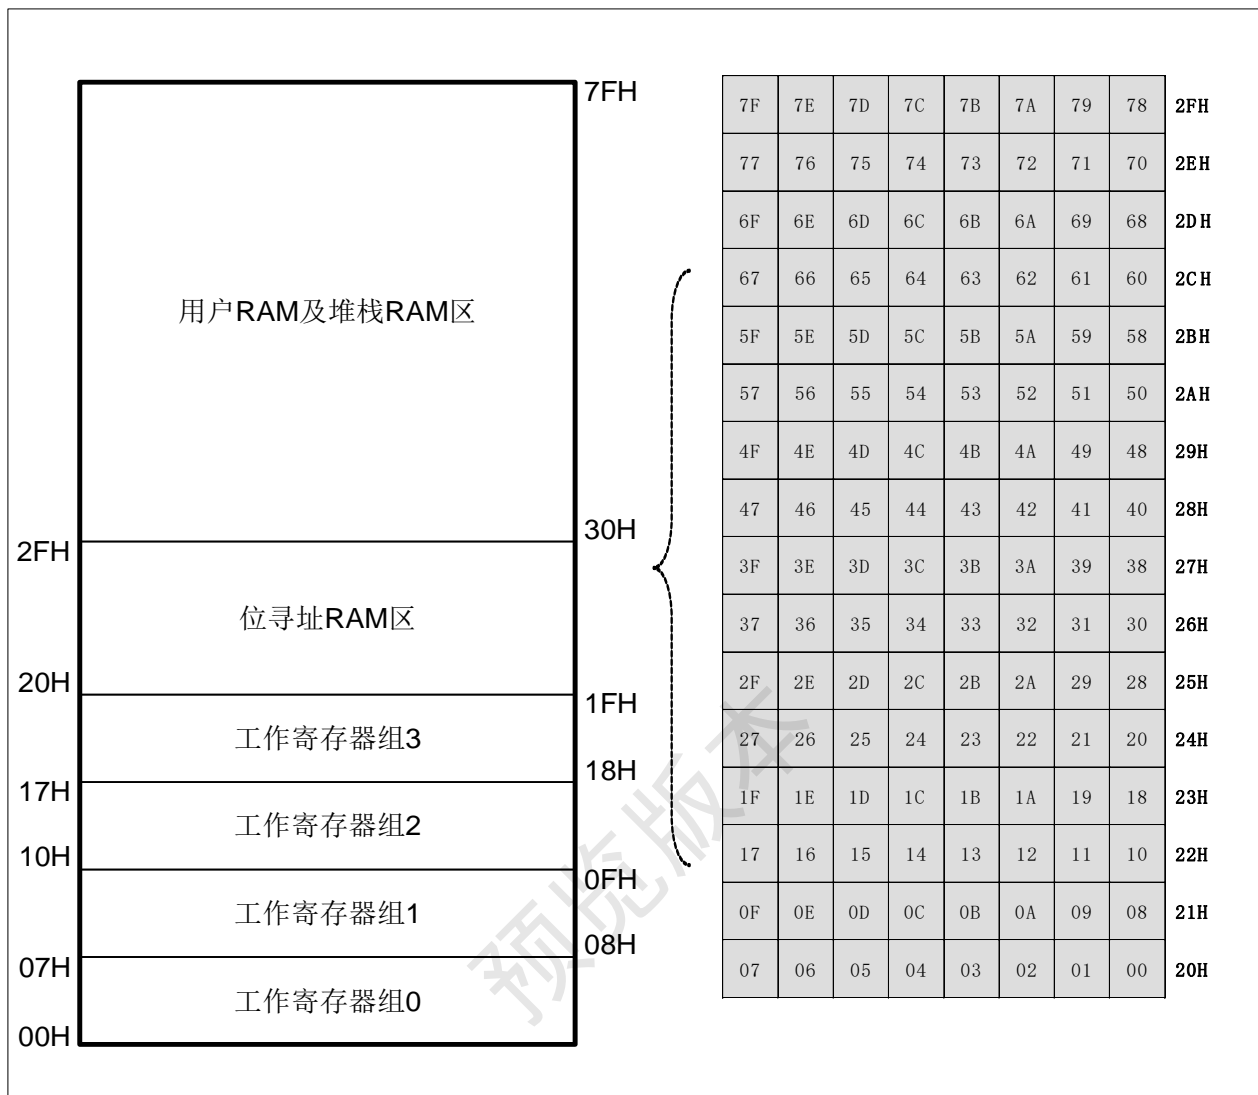 7FH
用户RAM及堆栈RAM区
30H
2FH
位寻址RAM区
20H
1FH
工作寄存器组3
18H
17H
工作寄存器组2
10H
0FH
工作寄存器组1
08H
07H
工作寄存器组0
00H
7F 7E 7D 7C 7B 7A 79 78 2FH
77 76 75 74 73 72 71 70 2EH
6F 6E 6D 6C 6B 6A 69 68 2DH
67 66 65 64 63 62 61 60 2CH
5F 5E 5D 5C 5B 5A 59 58 2BH
57 56 55 54 53 52 51 50 2AH
4F 4E 4D 4C 4B 4A 49 48 29H
47 46 45 44 43 42 41 40 28H
3F 3E 3D 3C 3B 3A 39 38 27H
37 36 35 34 33 32 31 30 26H
2F 2E 2D 2C 2B 2A 29 28 25H
27 26 25 24 23 22 21 20 24H
1F 1E 1D 1C 1B 1A 19 18 23H
17 16 15 14 13 12 11 10 22H
0F 0E 0D 0C 0B 0A 09 08 21H
07 06 05 04 03 02 01 00 20H
预览版本